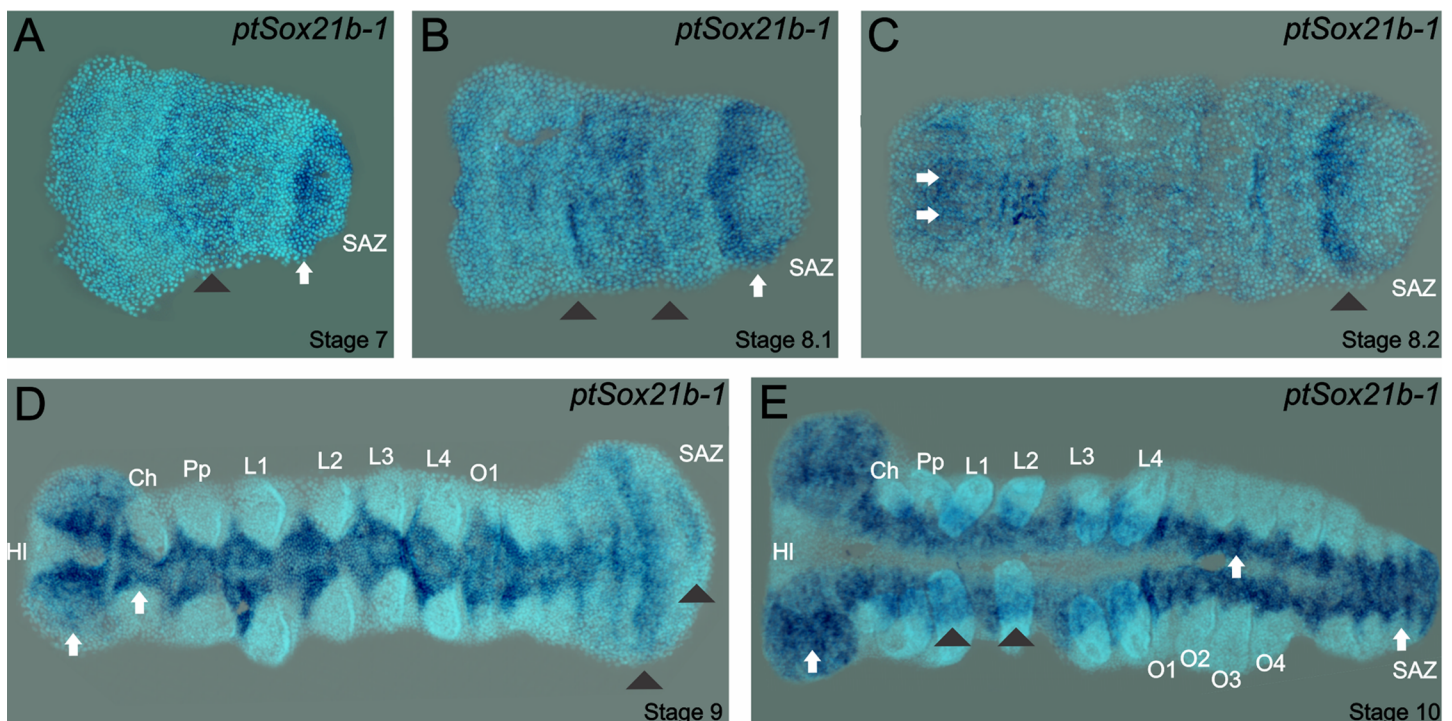 A
ptSox21b-1
SAZ
Stage 7
B
ptSox21b-1
SAZ
Stage 8.1
C
ptSox21b-1
SAZ
Stage 8.2
D
ptSox21b-1
Ch
Pp
L1
L2
L3
L4
O1
SAZ
Hl
Stage 9
E
ptSox21b-1
Ch
Pp
L1
L2
L3
L4
Hl
O1
O2
O3
O4
SAZ
Stage 10